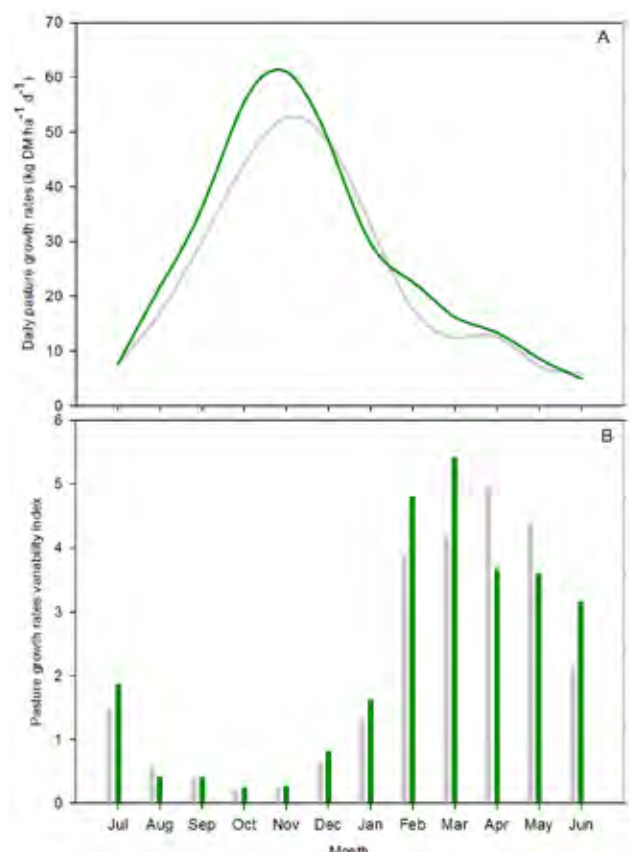 70
A
60
50
40
30
20
10
0
Daily pasture growth rates (kg DM ha⁻¹ d⁻¹)
6
B
5
4
3
2
1
0
Pasture growth rates variability index
Jul Aug Sep Oct Nov Dec Jan Feb Mar Apr May Jun
Month